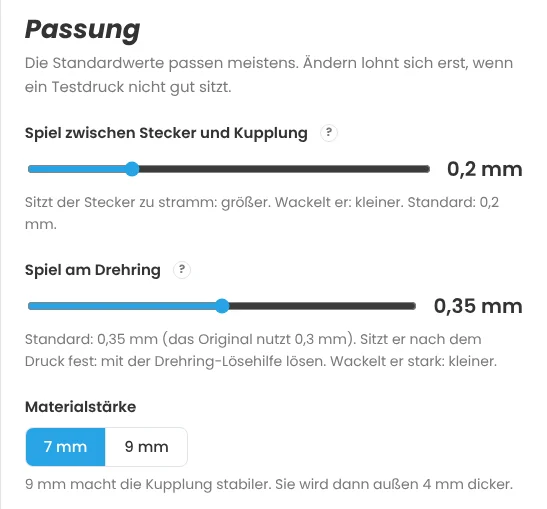 Passung
Die Standardwerte passen meistens. Ändern lohnt sich erst, wenn
ein Testdruck nicht gut sitzt.
Spiel zwischen Stecker und Kupplung ?
0,2 mm
Sitzt der Stecker zu stramm: größer. Wackelt er: kleiner. Standard: 0,2
mm.
Spiel am Drehring ?
0,35 mm
Standard: 0,35 mm (das Original nutzt 0,3 mm). Sitzt er nach dem
Druck fest: mit der Drehring-Lösehilfe lösen. Wackelt er stark: kleiner.
Materialstärke
7 mm 9 mm
9 mm macht die Kupplung stabiler. Sie wird dann außen 4 mm dicker.